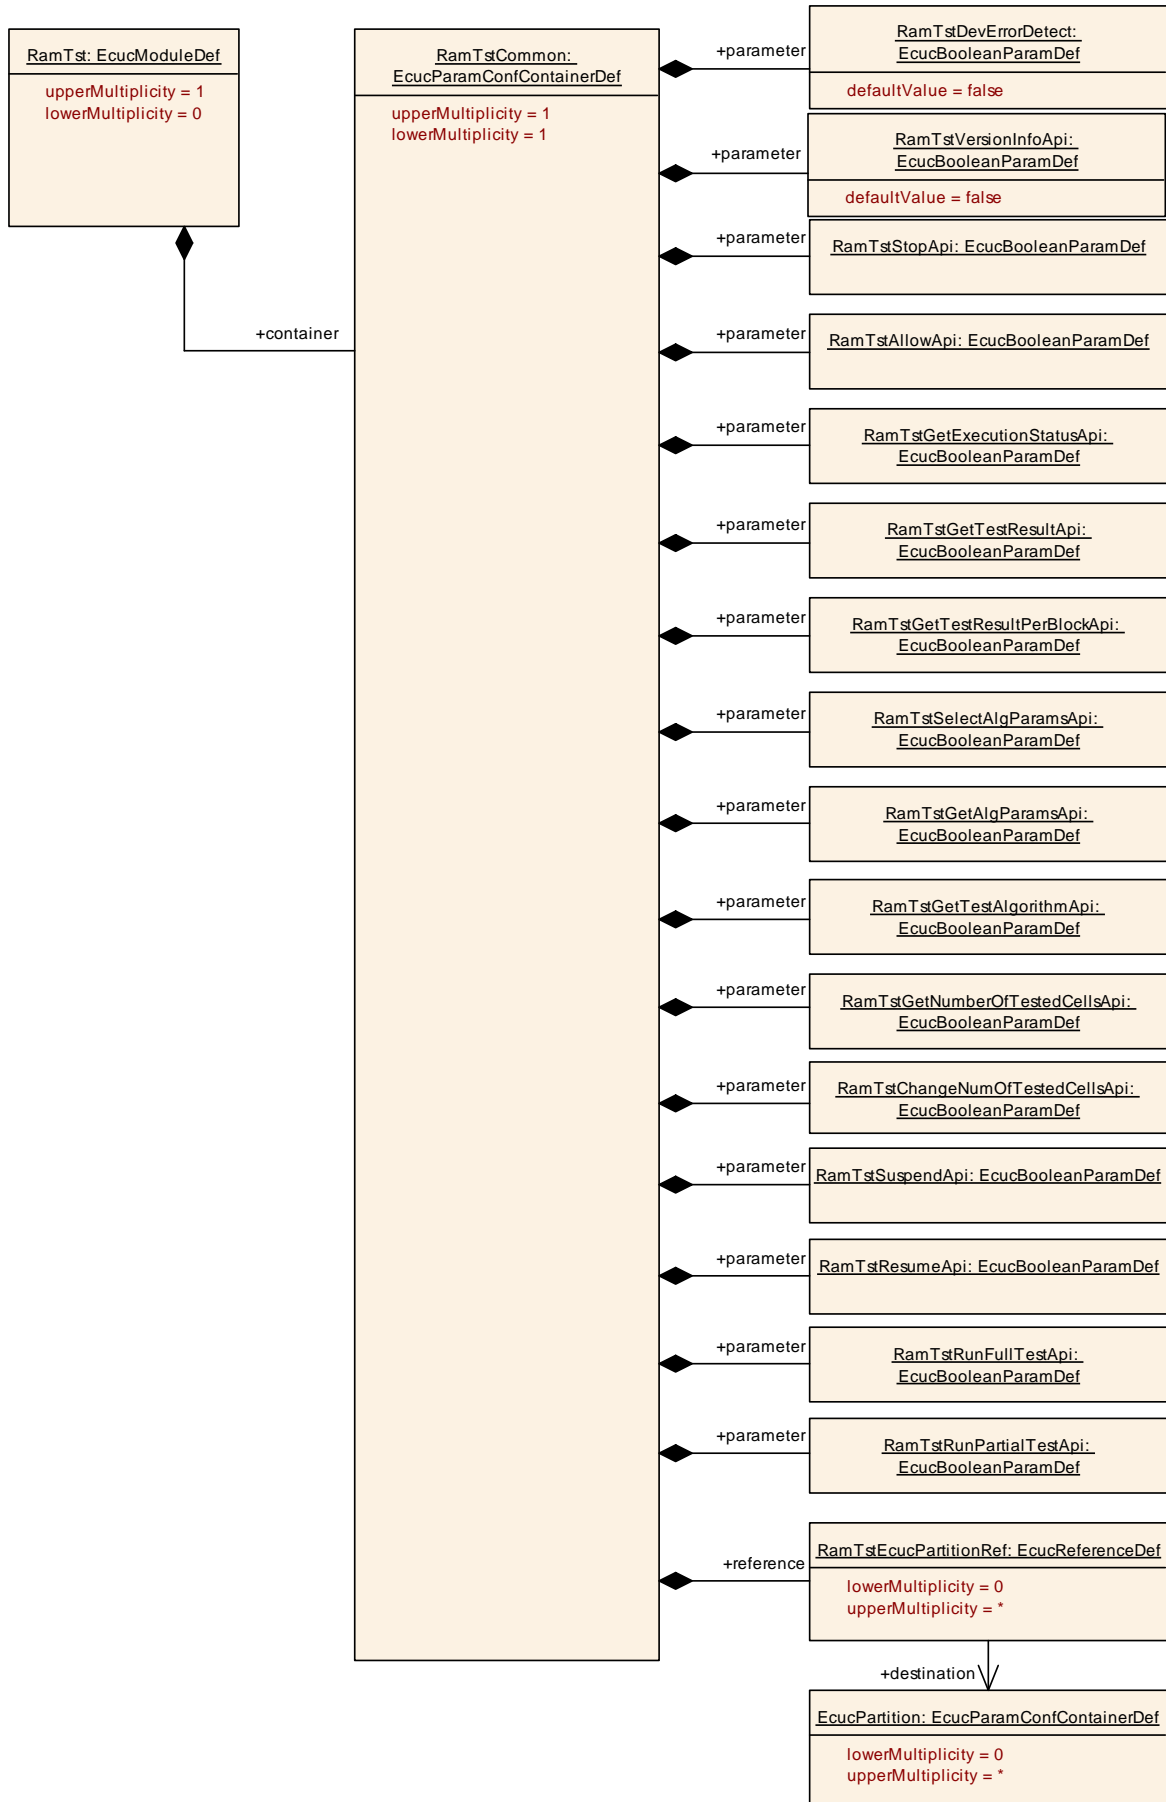 RamTst: EcucModuleDef
upperMultiplicity = 1
lowerMultiplicity = 0
+container
RamTstCommon:
EcucParamConfContainerDef
upperMultiplicity = 1
lowerMultiplicity = 1
+parameter
RamTstDevErrorDetect:
EcucBooleanParamDef
defaultValue = false
+parameter
RamTstVersionInfoApi:
EcucBooleanParamDef
defaultValue = false
+parameter
RamTstStopApi: EcucBooleanParamDef
+parameter
RamTstAllowApi: EcucBooleanParamDef
+parameter
RamTstGetExecutionStatusApi:
EcucBooleanParamDef
+parameter
RamTstGetTestResultApi:
EcucBooleanParamDef
+parameter
RamTstGetTestResultPerBlockApi:
EcucBooleanParamDef
+parameter
RamTstSelectAlgParamsApi:
EcucBooleanParamDef
+parameter
RamTstGetAlgParamsApi:
EcucBooleanParamDef
+parameter
RamTstGetTestAlgorithmApi:
EcucBooleanParamDef
+parameter
RamTstGetNumberOfTestedCellsApi:
EcucBooleanParamDef
+parameter
RamTstChangeNumOfTestedCellsApi:
EcucBooleanParamDef
+parameter
RamTstSuspendApi: EcucBooleanParamDef
+parameter
RamTstResumeApi: EcucBooleanParamDef
+parameter
RamTstRunFullTestApi:
EcucBooleanParamDef
+parameter
RamTstRunPartialTestApi:
EcucBooleanParamDef
+reference
RamTstEcucPartitionRef: EcucReferenceDef
lowerMultiplicity = 0
upperMultiplicity = *
+destination
EcucPartition: EcucParamConfContainerDef
lowerMultiplicity = 0
upperMultiplicity = *